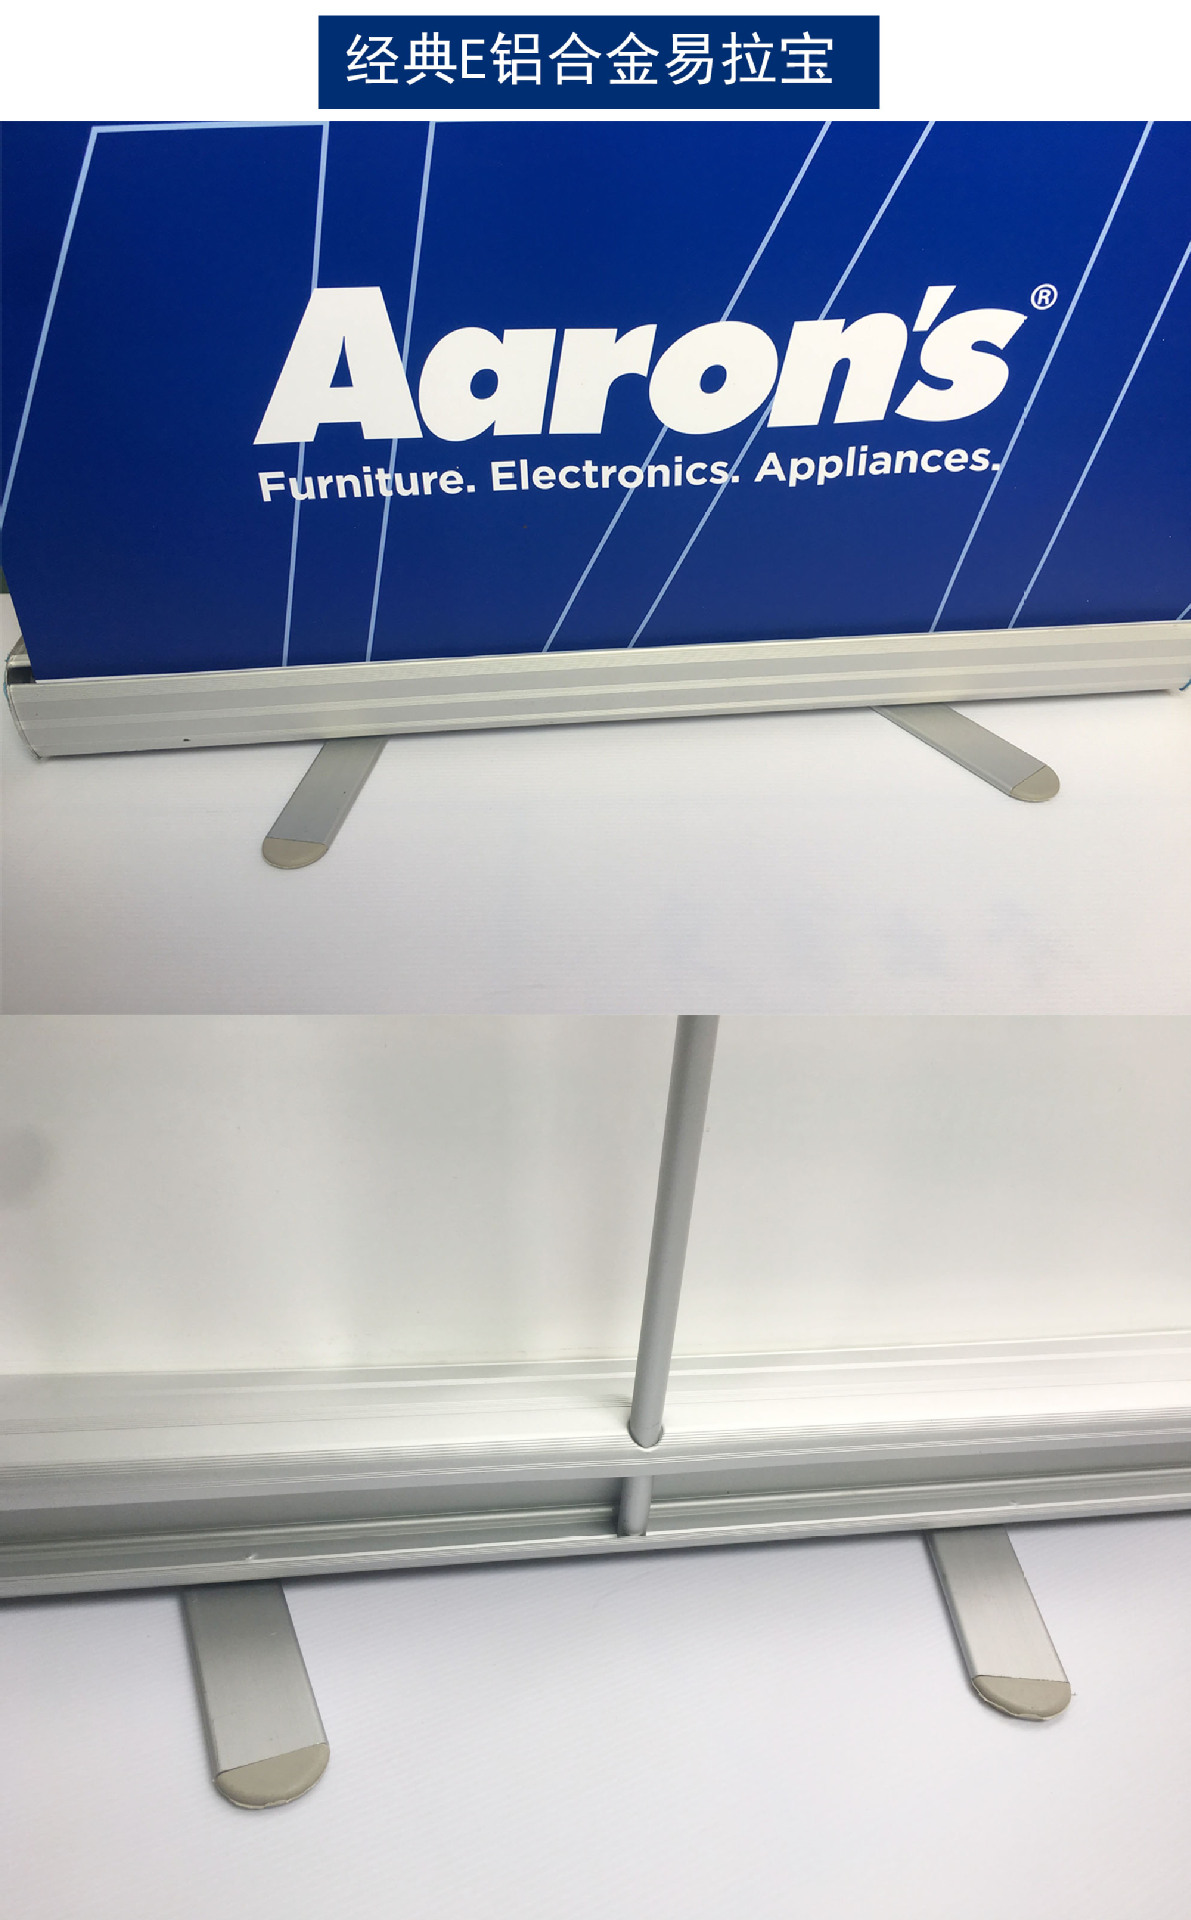 经典E铝合金易拉宝
Aaron's®
Furniture. Electronics. Appliances.